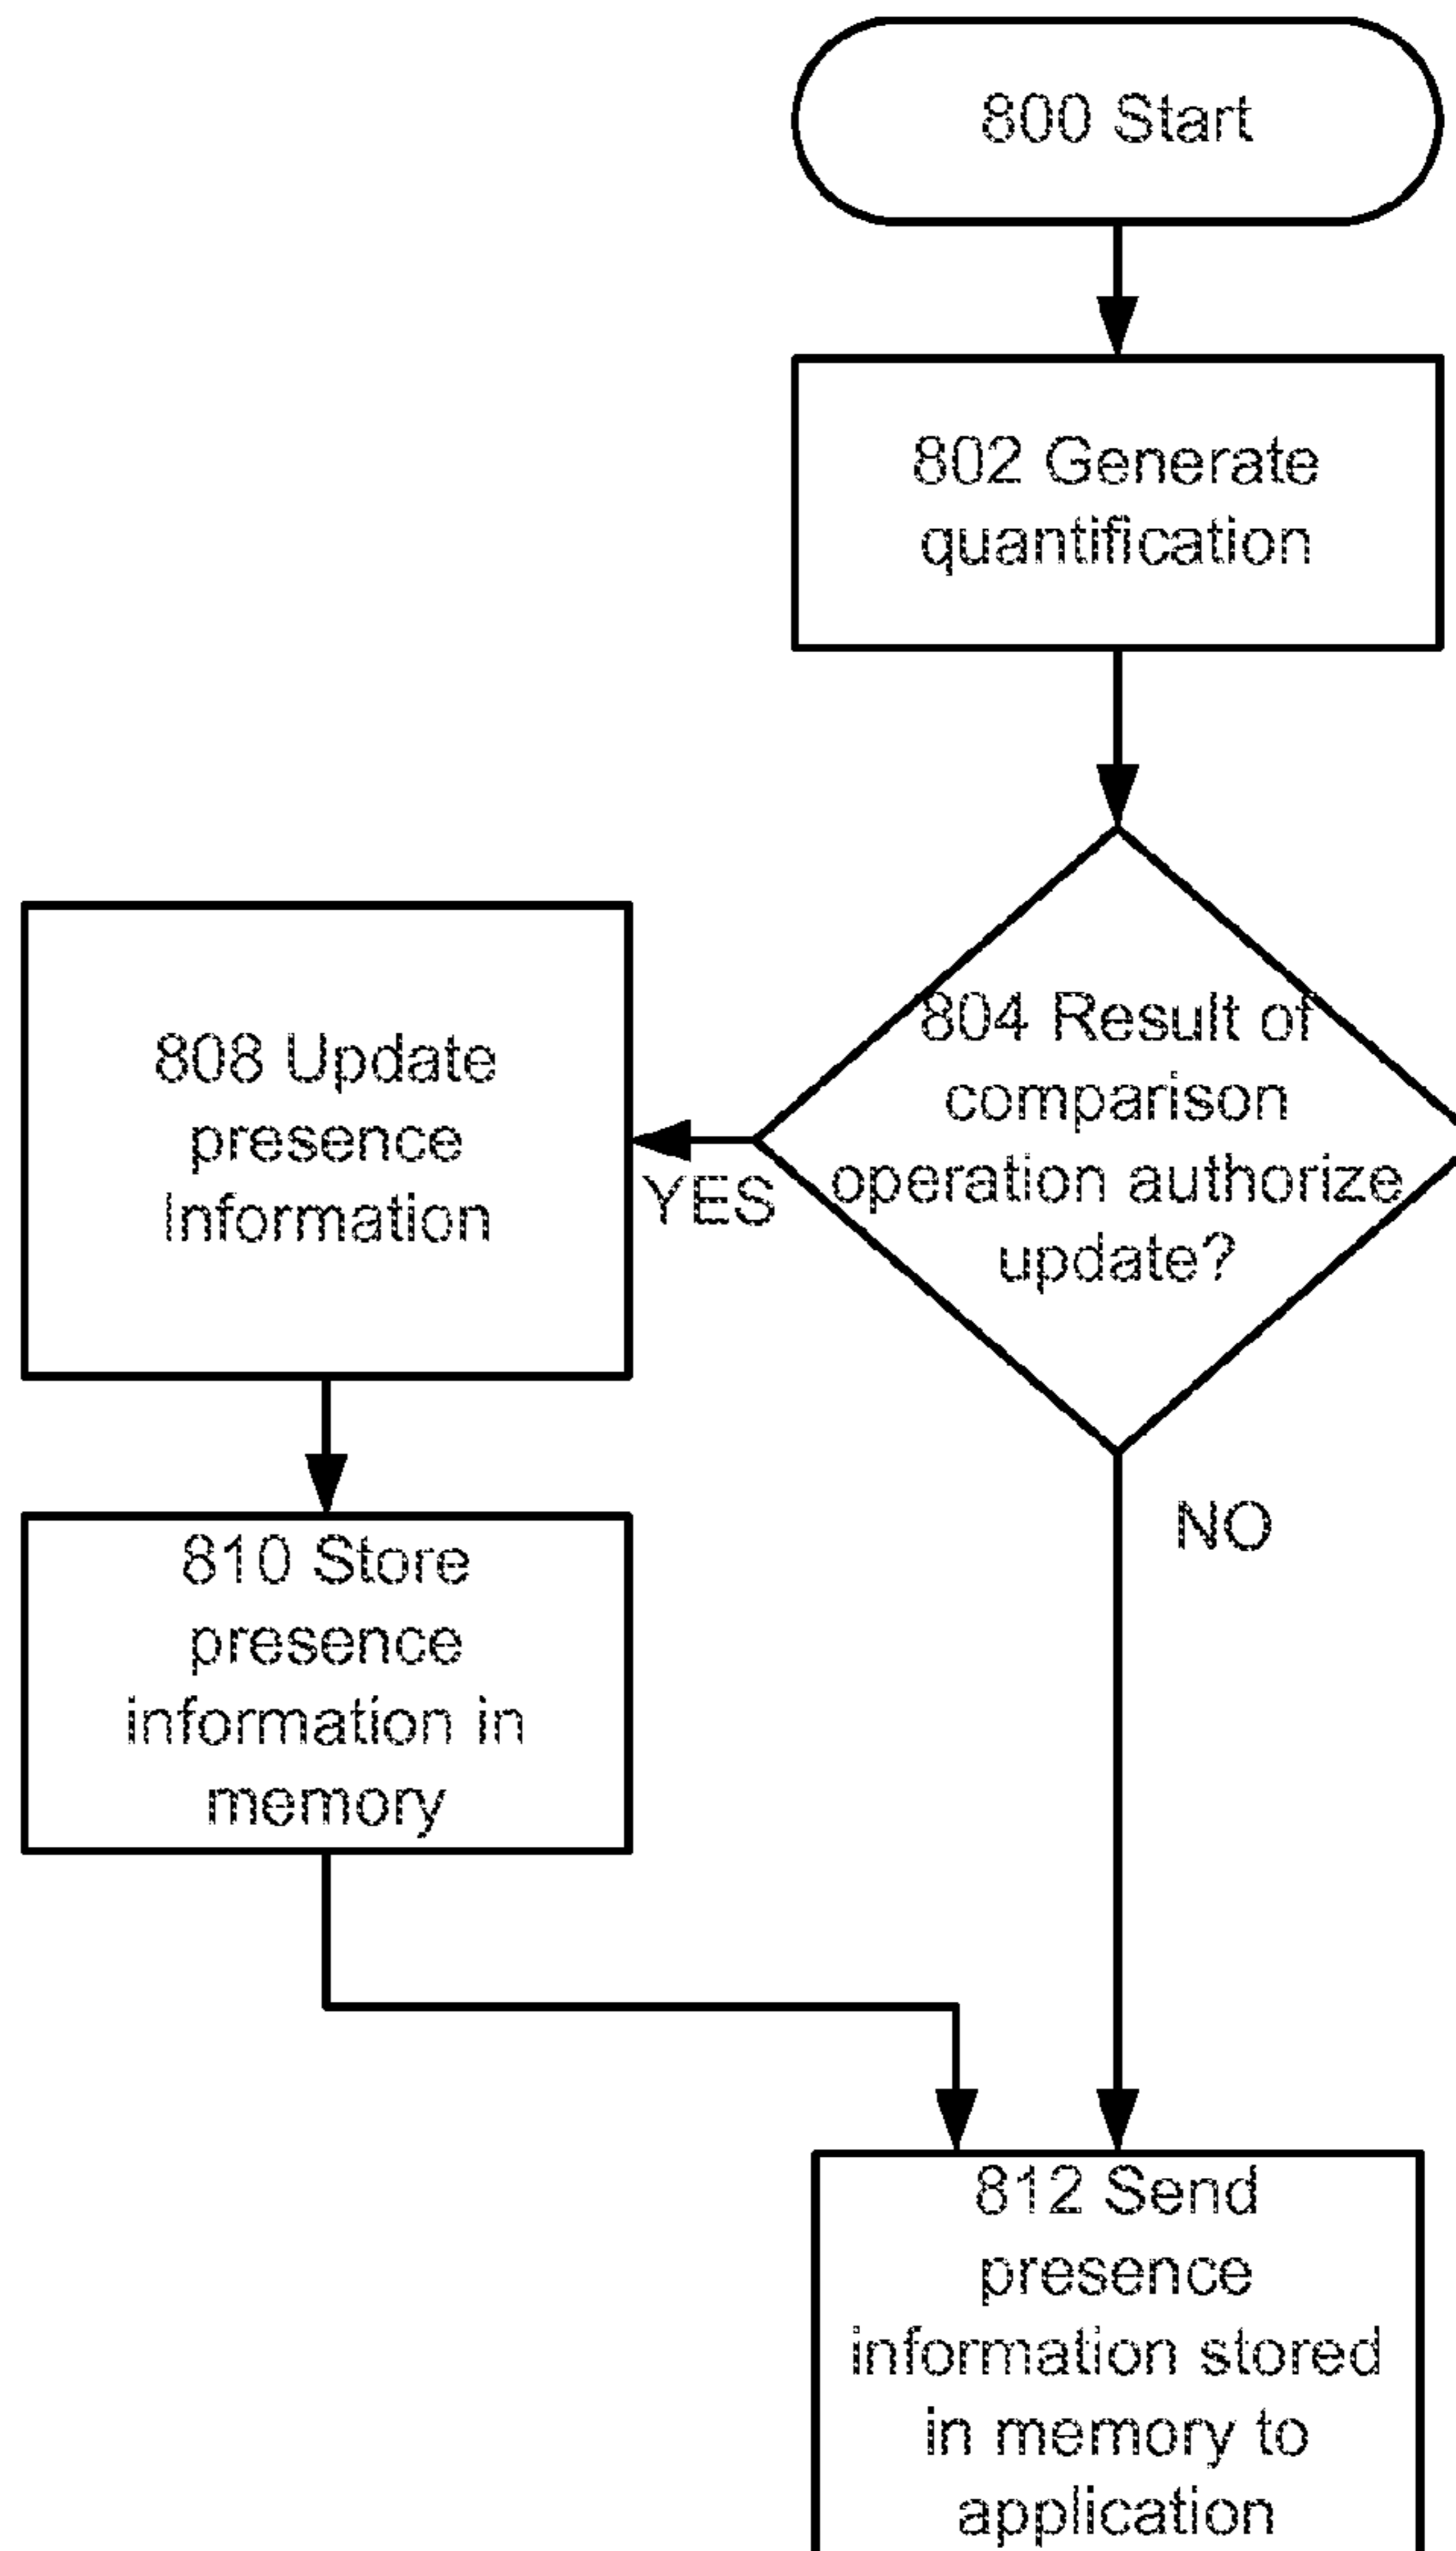 800 Start
802 Generate
quantification
804 Result of
comparison
operation authorize
update?
YES
808 Update
presence
Information
NO
810 Store
presence
information in
memory
812 Send
presence
information stored
in memory to
application